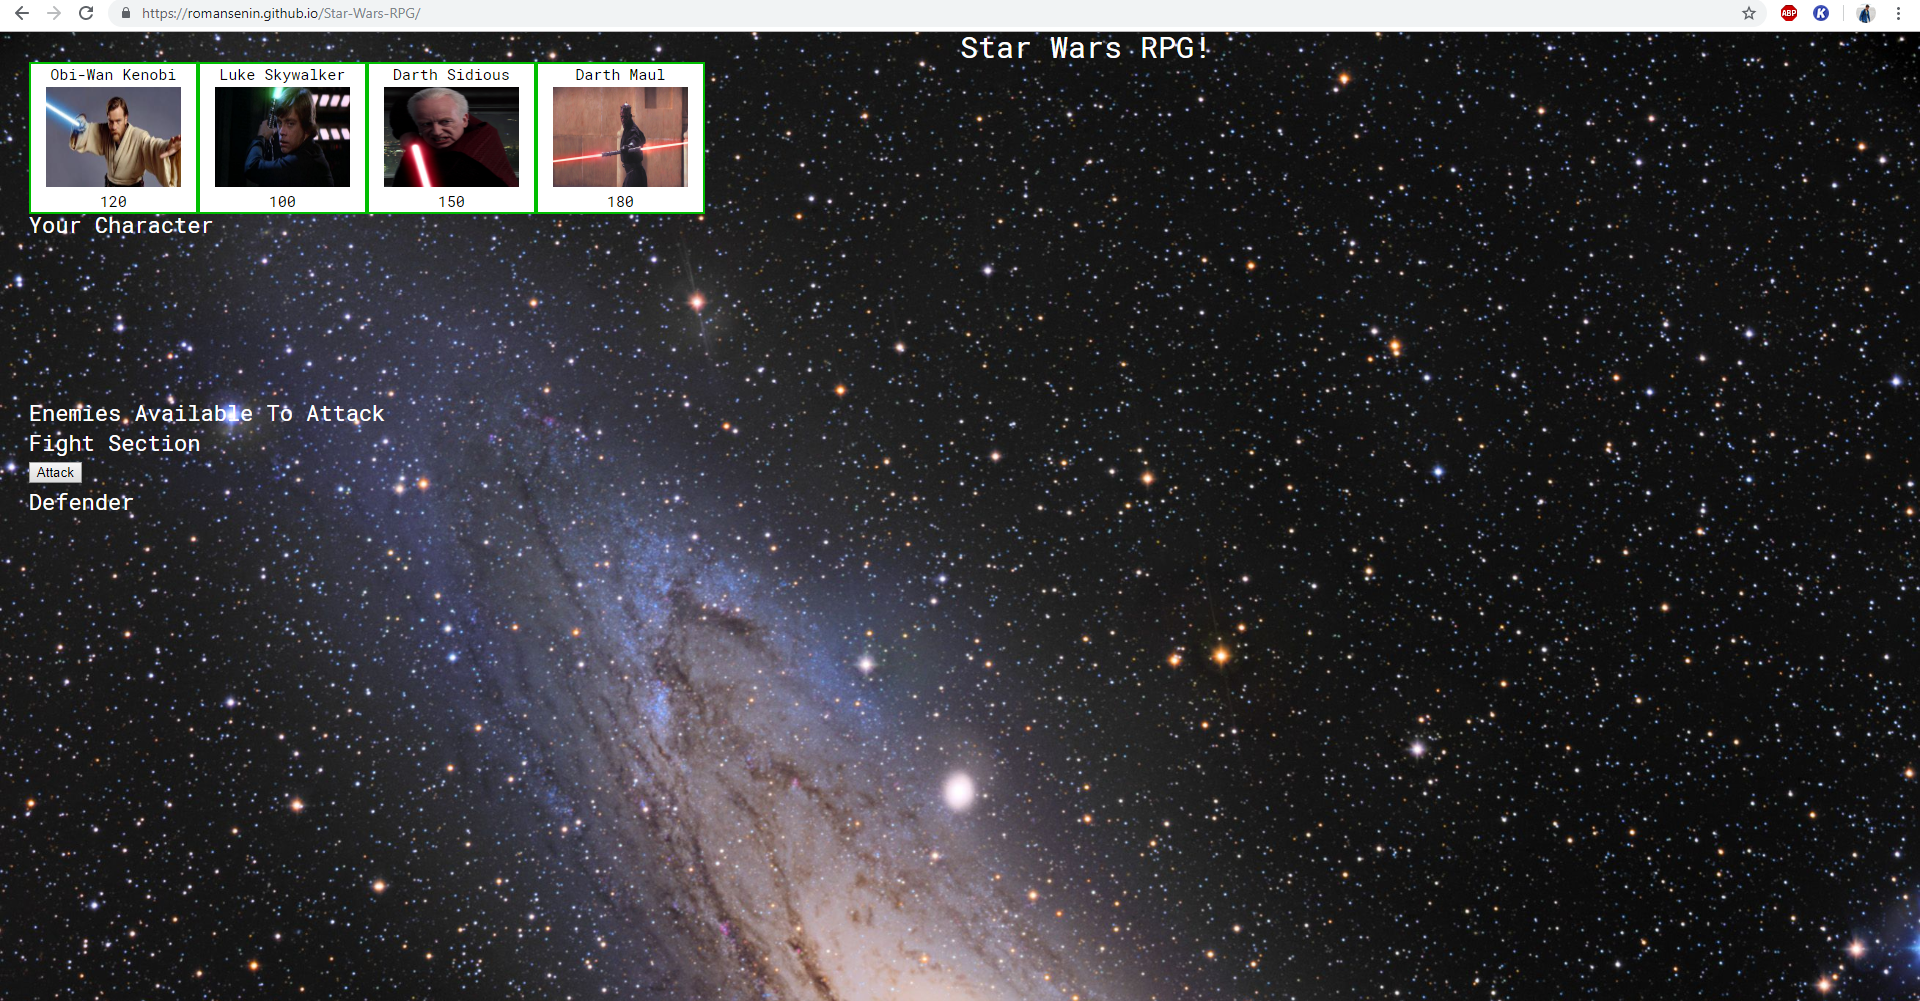 https://romansenin.github.io/Star-Wars-RPG/
ABP
K
Star Wars RPG!
Obi-Wan Kenobi Luke Skywalker Darth Sidious Darth Maul
120 100 150 180
Your Character
Enemies Available To Attack
Fight Section
Attack
Defender